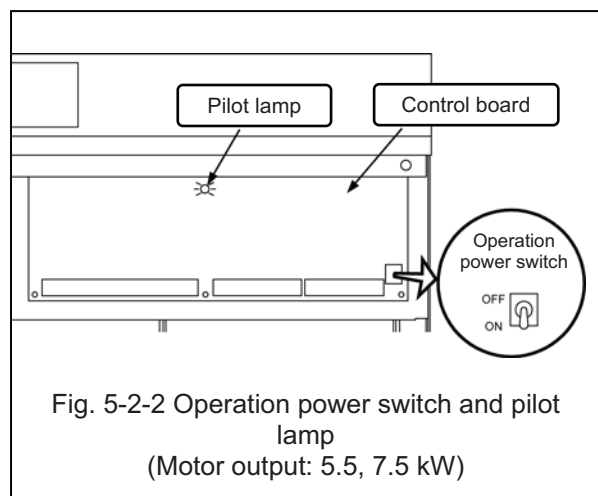 Pilot lamp
Control board
Operation
power switch
OFF
ON
Fig. 5-2-2 Operation power switch and pilot
lamp
(Motor output: 5.5, 7.5 kW)